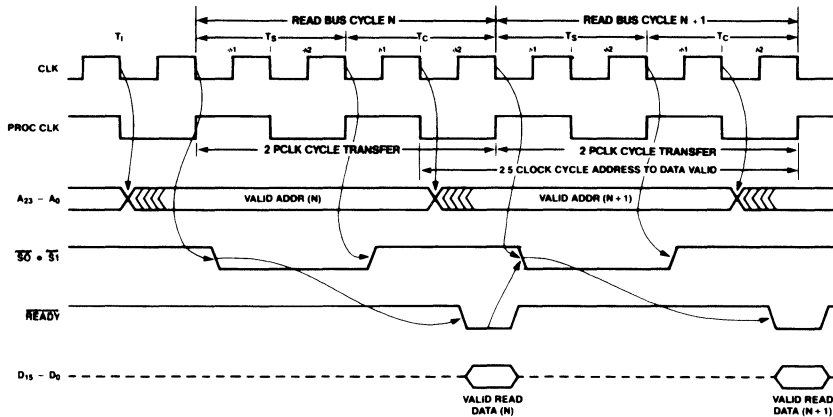 READ BUS CYCLE N
READ BUS CYCLE N + 1
TI TS TC TS TC
ϕ1 ϕ2 ϕ1 ϕ2 ϕ1 ϕ2 ϕ1 ϕ2
CLK
PROC CLK
2 PCLK CYCLE TRANSFER
2 PCLK CYCLE TRANSFER
2 5 CLOCK CYCLE ADDRESS TO DATA VALID
A23 – A0
VALID ADDR (N)
VALID ADDR (N + 1)
S0 • S1
READY
D15 – D0
VALID READ
DATA (N)
VALID READ
DATA (N + 1)